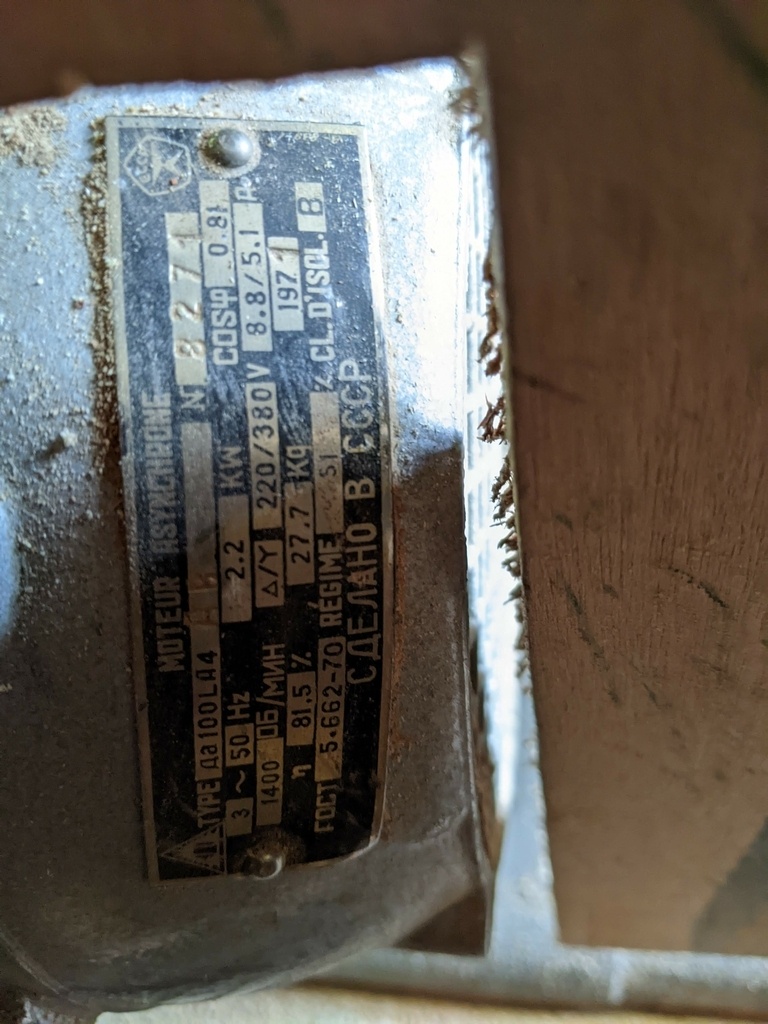 MOTEUR ASYNCHRONE
TYPE Да100LA4 N 8271
3 ~ 50 Hz 2.2 KW COSφ 0.81
1400 ОБ/МИН Δ/Y 220/380 V 8.8/5.1 A
η 81,5 % 27.7 Kg 1971
ГОСТ 5.662-70 RÉGIME S1 % CL.D'ISOL. B
СДЕЛАНО В СССР